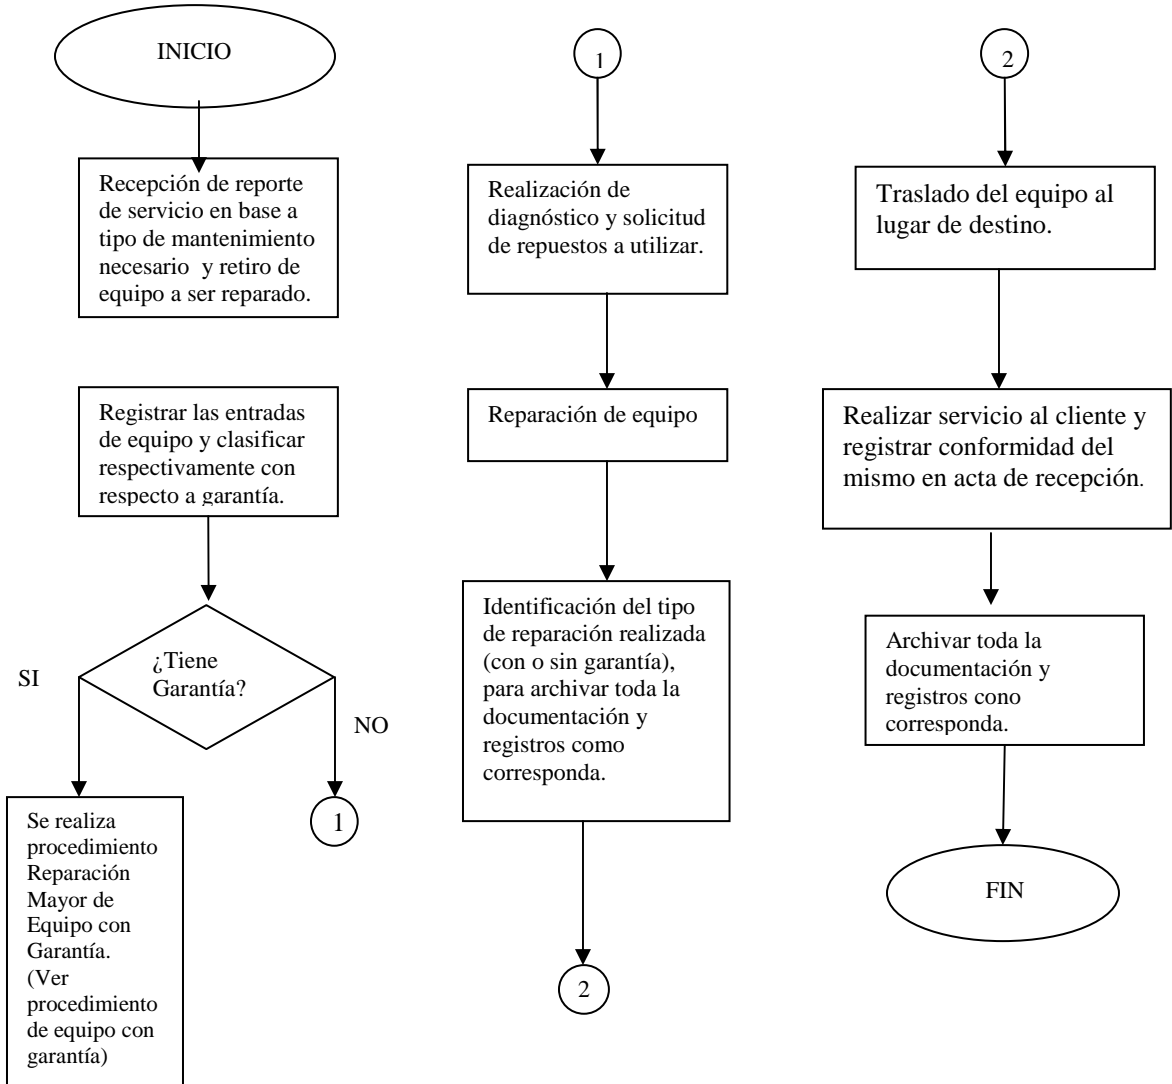 INICIO
Recepción de reporte
de servicio en base a
tipo de mantenimiento
necesario y retiro de
equipo a ser reparado.
Registrar las entradas
de equipo y clasificar
respectivamente con
respecto a garantía.
¿Tiene
Garantía?
SI
NO
Se realiza
procedimiento
Reparación
Mayor de
Equipo con
Garantía.
(Ver
procedimiento
de equipo con
garantía)
1
1
Realización de
diagnóstico y solicitud
de repuestos a utilizar.
Reparación de equipo
Identificación del tipo
de reparación realizada
(con o sin garantía),
para archivar toda la
documentación y
registros como
corresponda.
2
2
Traslado del equipo al
lugar de destino.
Realizar servicio al cliente y
registrar conformidad del
mismo en acta de recepción.
Archivar toda la
documentación y
registros cono
corresponda.
FIN